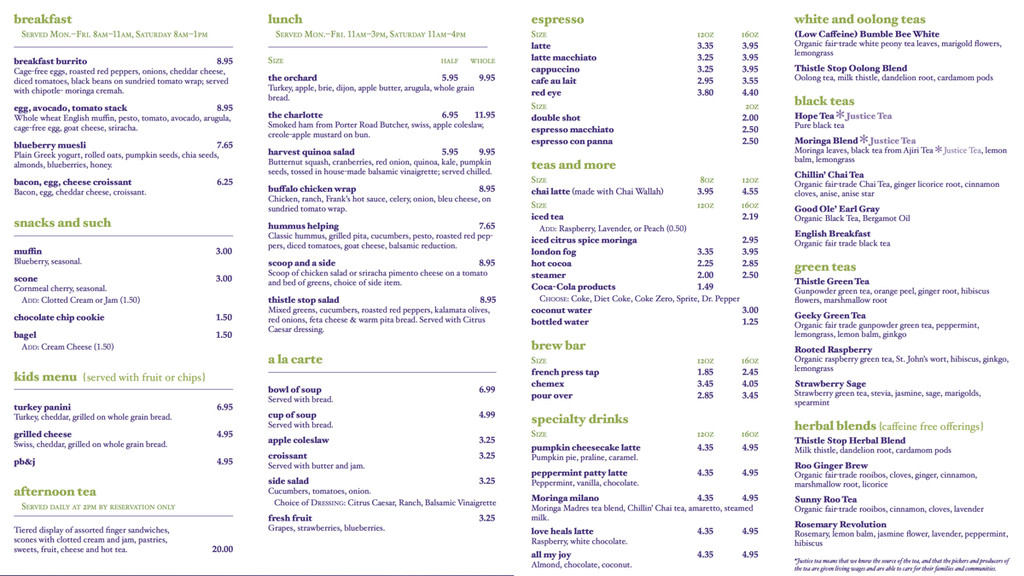 breakfast
Served Mon.–Fri. 8am–11am, Saturday 8am–1pm
breakfast burrito 8.95
Cage-free eggs, roasted red peppers, onions, cheddar cheese,
diced tomatoes, black beans on sundried tomato wrap; served
with chipotle- moringa cremah.
egg, avocado, tomato stack 8.95
Whole wheat English muffin, pesto, tomato, avocado, arugula,
cage-free egg, goat cheese, sriracha.
blueberry muesli 7.65
Plain Greek yogurt, rolled oats, pumpkin seeds, chia seeds,
almonds, blueberries, honey.
bacon, egg, cheese croissant 6.25
Bacon, egg, cheddar cheese, croissant.
snacks and such
muffin 3.00
Blueberry, seasonal.
scone 3.00
Cornmeal cherry, seasonal.
Add: Clotted Cream or Jam (1.50)
chocolate chip cookie 1.50
bagel 1.50
Add: Cream Cheese (1.50)
kids menu {served with fruit or chips}
turkey panini 6.95
Turkey, cheddar, grilled on whole grain bread.
grilled cheese 4.95
Swiss, cheddar, grilled on whole grain bread.
pb&j 4.95
afternoon tea
Served daily at 2pm by reservation only
Tiered display of assorted finger sandwiches,
scones with clotted cream and jam, pastries,
sweets, fruit, cheese and hot tea. 20.00
lunch
Served Mon.–Fri. 11am–3pm, Saturday 11am–4pm
Size half whole
the orchard 5.95 9.95
Turkey, apple, brie, dijon, apple butter, arugula, whole grain
bread.
the charlotte 6.95 11.95
Smoked ham from Porter Road Butcher, swiss, apple coleslaw,
creole-apple mustard on bun.
harvest quinoa salad 5.95 9.95
Butternut squash, cranberries, red onion, quinoa, kale, pumpkin
seeds, tossed in house-made balsamic vinaigrette; served chilled.
buffalo chicken wrap 8.95
Chicken, ranch, Frank's hot sauce, celery, onion, bleu cheese, on
sundried tomato wrap.
hummus helping 7.65
Classic hummus, grilled pita, cucumbers, pesto, roasted red pep-
pers, diced tomatoes, goat cheese, balsamic reduction.
scoop and a side 8.95
Scoop of chicken salad or sriracha pimento cheese on a tomato
and bed of greens, choice of side item.
thistle stop salad 8.95
Mixed greens, cucumbers, roasted red peppers, kalamata olives,
red onions, feta cheese & warm pita bread. Served with Citrus
Caesar dressing.
a la carte
bowl of soup 6.99
Served with bread.
cup of soup 4.99
Served with bread.
apple coleslaw 3.25
croissant 3.25
Served with butter and jam.
side salad 3.25
Cucumbers, tomatoes, onion.
Choice of Dressing: Citrus Caesar, Ranch, Balsamic Vinaigrette
fresh fruit 3.25
Grapes, strawberries, blueberries.
espresso
Size 12oz 16oz
latte 3.35 3.95
latte macchiato 3.25 3.95
cappuccino 3.25 3.95
cafe au lait 2.95 3.55
red eye 3.80 4.40
Size 2oz
double shot 2.00
espresso macchiato 2.50
espresso con panna 2.50
teas and more
Size 8oz 12oz
chai latte (made with Chai Wallah) 3.95 4.55
Size 12oz 16oz
iced tea 2.19
Add: Raspberry, Lavender, or Peach (0.50)
iced citrus spice moringa 2.95
london fog 3.35 3.95
hot cocoa 2.25 2.85
steamer 2.00 2.50
Coca-Cola products 1.49
Choose: Coke, Diet Coke, Coke Zero, Sprite, Dr. Pepper
coconut water 3.00
bottled water 1.25
brew bar
Size 12oz 16oz
french press tap 1.85 2.45
chemex 3.45 4.05
pour over 2.85 3.45
specialty drinks
Size 12oz 16oz
pumpkin cheesecake latte 4.35 4.95
Pumpkin pie, praline, caramel.
peppermint patty latte 4.35 4.95
Peppermint, vanilla, chocolate.
Moringa milano 4.35 4.95
Moringa Madres tea blend, Chillin' Chai tea, amaretto, steamed
milk.
love heals latte 4.35 4.95
Raspberry, white chocolate.
all my joy 4.35 4.95
Almond, chocolate, coconut.
white and oolong teas
(Low Caffeine) Bumble Bee White
Organic fair-trade white peony tea leaves, marigold flowers,
lemongrass
Thistle Stop Oolong Blend
Oolong tea, milk thistle, dandelion root, cardamom pods
black teas
Hope Tea * Justice Tea
Pure black tea
Moringa Blend * Justice Tea
Moringa leaves, black tea from Ajiri Tea * Justice Tea, lemon
balm, lemongrass
Chillin' Chai Tea
Organic fair-trade Chai Tea, ginger licorice root, cinnamon
cloves, anise, anise star
Good Ole' Earl Gray
Organic Black Tea, Bergamot Oil
English Breakfast
Organic fair trade black tea
green teas
Thistle Green Tea
Gunpowder green tea, orange peel, ginger root, hibiscus
flowers, marshmallow root
Geeky Green Tea
Organic fair trade gunpowder green tea, peppermint,
lemongrass, lemon balm, ginkgo
Rooted Raspberry
Organic raspberry green tea, St. John's wort, hibiscus, ginkgo,
lemongrass
Strawberry Sage
Strawberry green tea, stevia, jasmine, sage, marigolds,
spearmint
herbal blends {caffeine free offerings}
Thistle Stop Herbal Blend
Milk thistle, dandelion root, cardamom pods
Roo Ginger Brew
Organic fair-trade rooibos, cloves, ginger, cinnamon,
marshmallow root, licorice
Sunny Roo Tea
Organic fair-trade rooibos, cinnamon, cloves, lavender
Rosemary Revolution
Rosemary, lemon balm, jasmine flower, lavender, peppermint,
hibiscus
*Justice tea means that we know the source of the tea, and that the pickers and producers of
the tea are given living wages and are able to care for their families and communities.